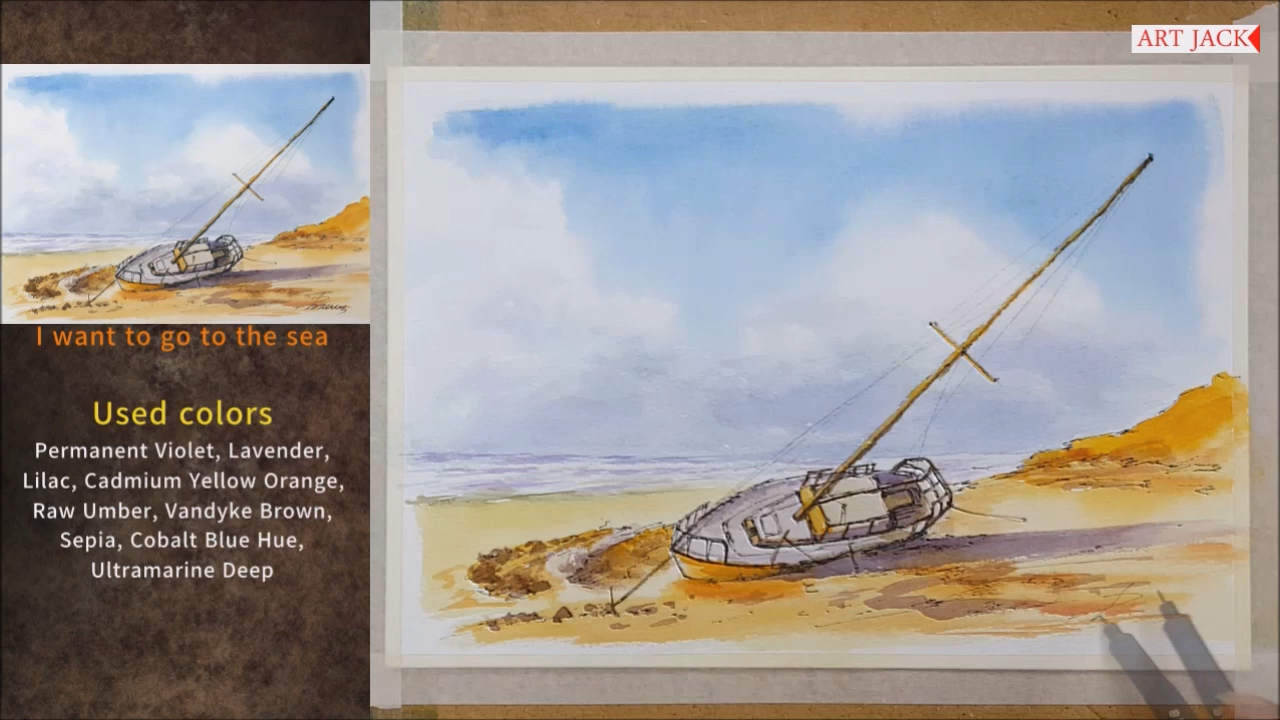 ART JACK
I want to go to the sea
Used colors
Permanent Violet, Lavender,
Lilac, Cadmium Yellow Orange,
Raw Umber, Vandyke Brown,
Sepia, Cobalt Blue Hue,
Ultramarine Deep